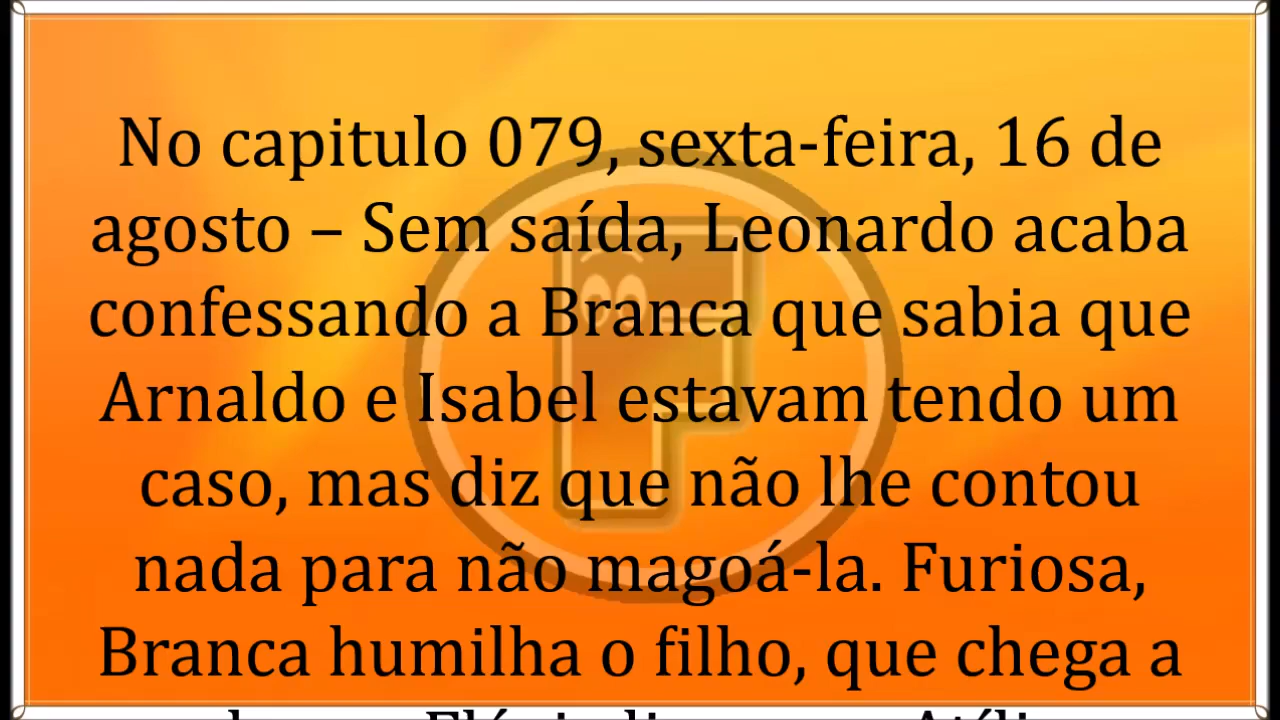 No capitulo 079, sexta-feira, 16 de
agosto – Sem saída, Leonardo acaba
confessando a Branca que sabia que
Arnaldo e Isabel estavam tendo um
caso, mas diz que não lhe contou
nada para não magoá-la. Furiosa,
Branca humilha o filho, que chega a